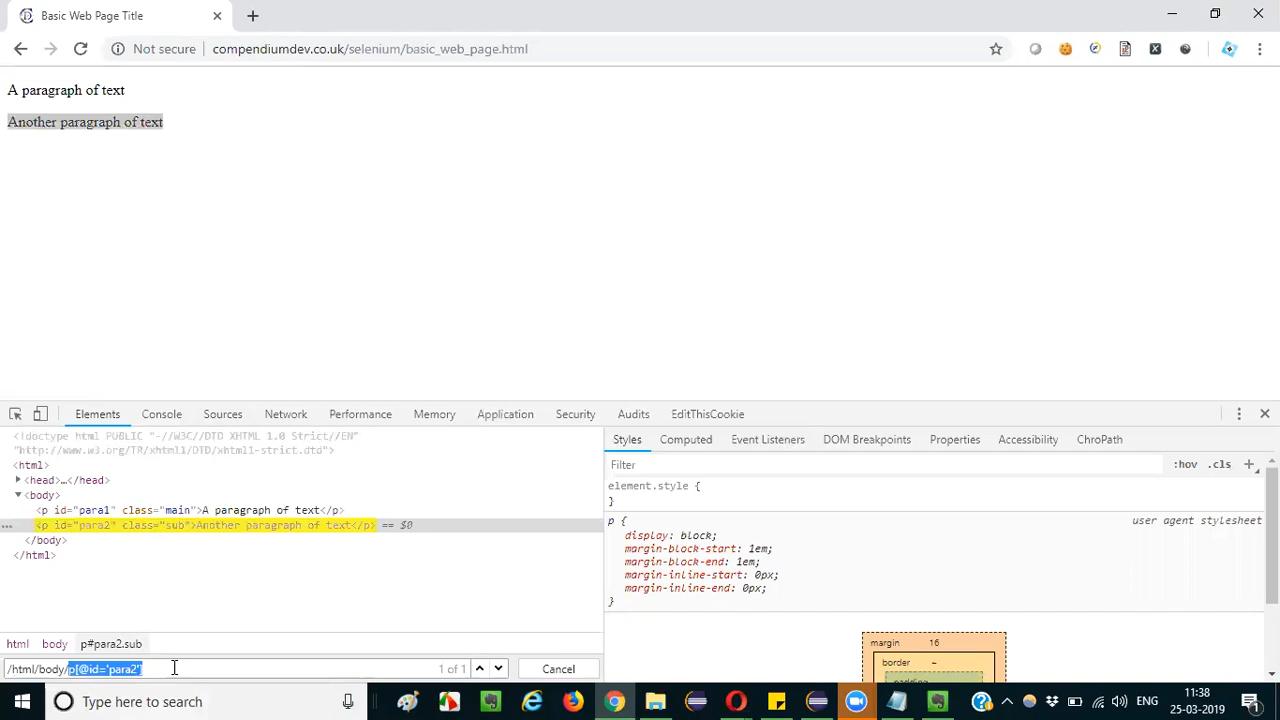 Basic Web Page Title
Not secure
compendiumdev.co.uk/selenium/basic_web_page.html
A paragraph of text
Another paragraph of text
Elements Console Sources Network Performance Memory Application Security Audits EditThisCookie
<!doctype html PUBLIC "-//W3C//DTD XHTML 1.0 Strict//EN"
"http://www.w3.org/TR/xhtml1/DTD/xhtml1-strict.dtd">
<html>
<head>…</head>
<body>
<p id="para1" class="main">A paragraph of text</p>
... <p id="para2" class="sub">Another paragraph of text</p> == $0
</body>
</html>
html body p#para2.sub
/html/body/p[@id='para2']
1 of 1
Cancel
Styles Computed Event Listeners DOM Breakpoints Properties Accessibility ChroPath
Filter
:hov .cls +
element.style {
}
p { user agent stylesheet
display: block;
margin-block-start: 1em;
margin-block-end: 1em;
margin-inline-start: 0px;
margin-inline-end: 0px;
}
margin 16
border -
Type here to search
ENG
11:38
25-03-2019
1